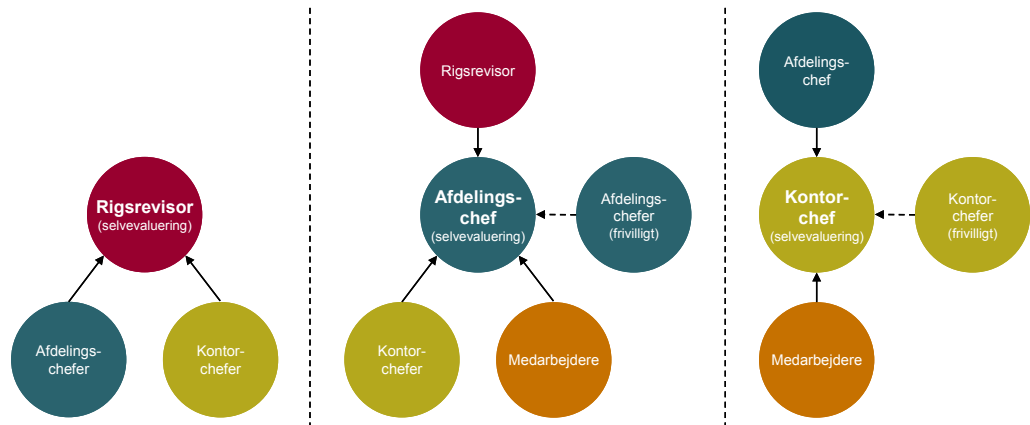 Rigsrevisor
(selvevaluering)
Afdelings-
chefer
Kontor-
chefer
Rigsrevisor
Afdelings-
chef
(selvevaluering)
Afdelings-
chefer
(frivilligt)
Kontor-
chefer
Medarbejdere
Afdelings-
chef
Kontor-
chef
(selvevaluering)
Kontor-
chefer
(frivilligt)
Medarbejdere